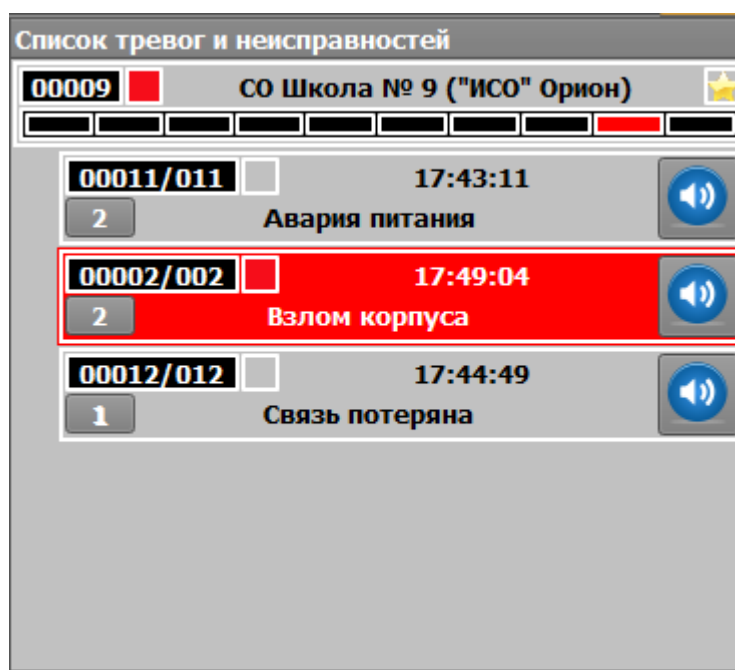 Список тревог и неисправностей
00009 СО Школа № 9 ("ИСО" Орион)
00011/011 17:43:11
2 Авария питания
00002/002 17:49:04
2 Взлом корпуса
00012/012 17:44:49
1 Связь потеряна